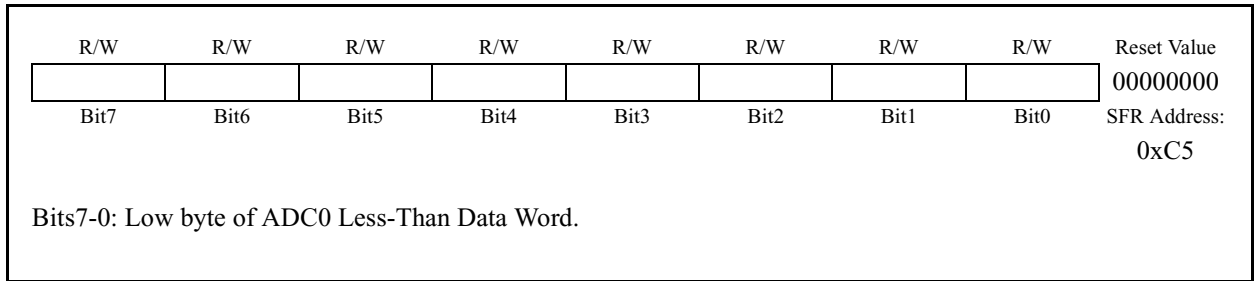 R/W R/W R/W R/W R/W R/W R/W R/W Reset Value
00000000
Bit7 Bit6 Bit5 Bit4 Bit3 Bit2 Bit1 Bit0 SFR Address:
0xC5
Bits7-0: Low byte of ADC0 Less-Than Data Word.